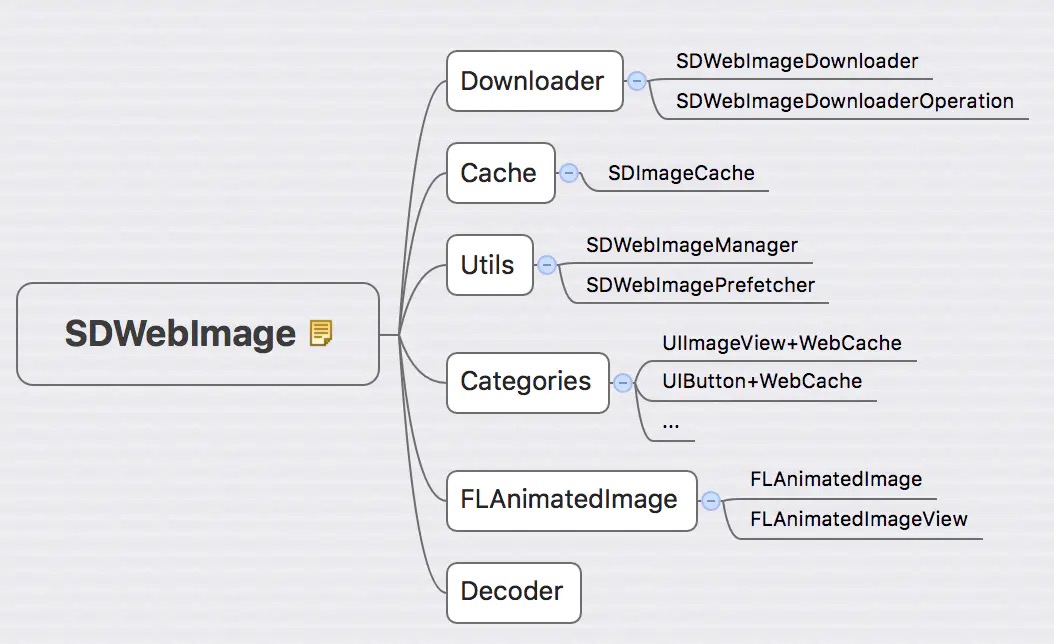 SDWebImage
Downloader
SDWebImageDownloader
SDWebImageDownloaderOperation
Cache
SDImageCache
Utils
SDWebImageManager
SDWebImagePrefetcher
Categories
UIImageView+WebCache
UIButton+WebCache
...
FLAnimatedImage
FLAnimatedImage
FLAnimatedImageView
Decoder